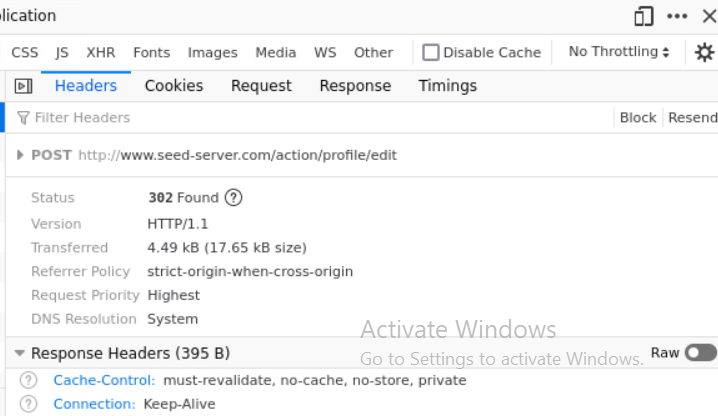 lication
CSS JS XHR Fonts Images Media WS Other Disable Cache No Throttling
Headers Cookies Request Response Timings
Filter Headers Block Resend
POST http://www.seed-server.com/action/profile/edit
Status 302 Found ?
Version HTTP/1.1
Transferred 4.49 kB (17.65 kB size)
Referrer Policy strict-origin-when-cross-origin
Request Priority Highest
DNS Resolution System
Activate Windows
Response Headers (395 B) Raw
Go to Settings to activate Windows.
? Cache-Control: must-revalidate, no-cache, no-store, private
? Connection: Keep-Alive